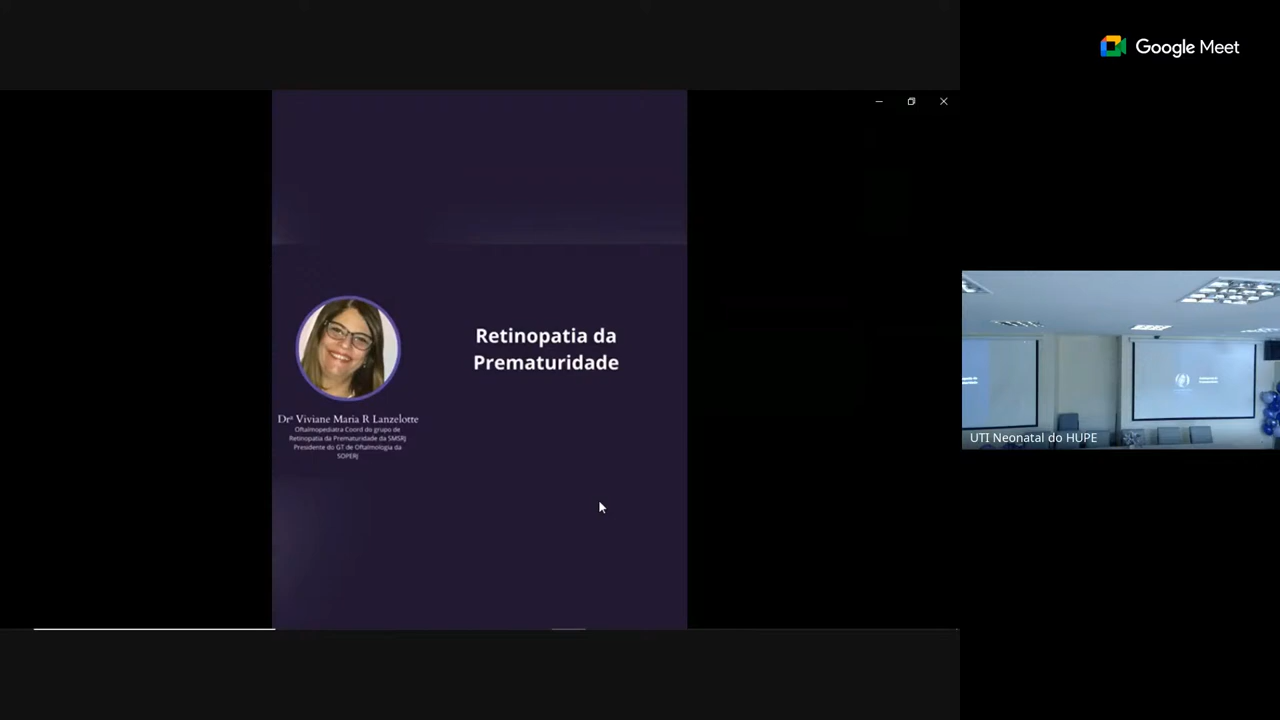 Google Meet
Retinopatia da
Prematuridade
Drª Viviane Maria R Lanzelotte
Oftalmopediatra Coord do grupo de
Retinopatia da Prematuridade da SMSRJ
Presidente do GT de Oftalmologia da
SOPERJ
UTI Neonatal do HUPE